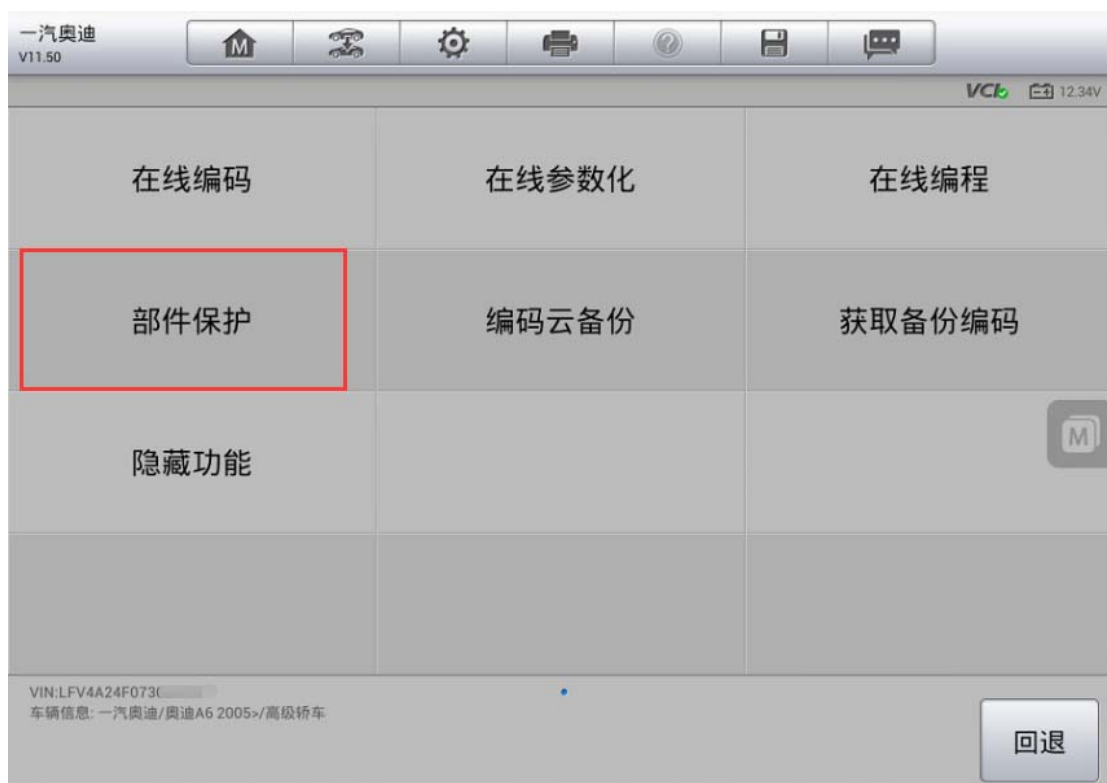 一汽奥迪
V11.50
M
VCI 12.34V
在线编码 在线参数化 在线编程
部件保护 编码云备份 获取备份编码
M
隐藏功能
VIN:LFV4A24F073
车辆信息: 一汽奥迪/奥迪A6 2005>/高级轿车
回退